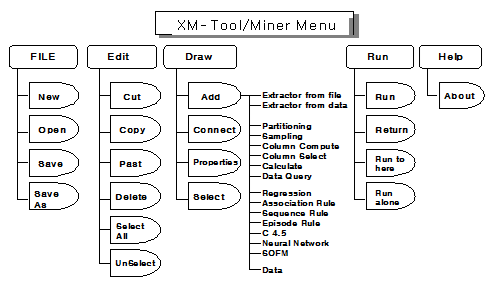 XM-Tool/Miner Menu
FILE
Edit
Draw
Run
Help
New
Open
Save
Save
As
Cut
Copy
Past
Delete
Select
All
UnSelect
Add
Connect
Properties
Select
Extractor from file
Extractor from data
Partitioning
Sampling
Column Compute
Column Select
Calculate
Data Query
Regression
Association Rule
Sequence Rule
Episode Rule
C 4.5
Neural Network
SOFM
Data
Run
Return
Run to
here
Run
alone
About